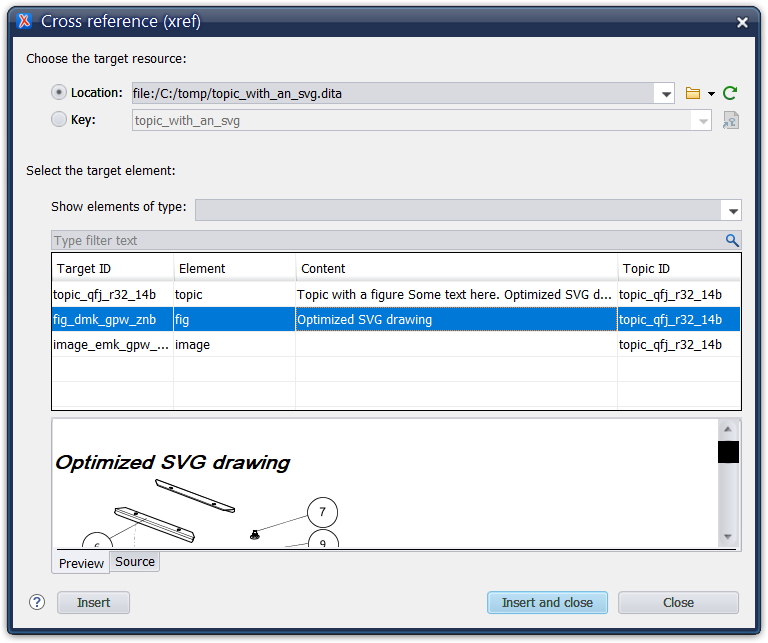 Cross reference (xref)
Choose the target resource:
Location: file:/C:/tomp/topic_with_an_svg.dita
Key: topic_with_an_svg
Select the target element:
Show elements of type:
Type filter text
Target ID Element Content Topic ID
topic_qfj_r32_14b topic Topic with a figure Some text here. Optimized SVG d... topic_qfj_r32_14b
fig_dmk_gpw_znb fig Optimized SVG drawing topic_qfj_r32_14b
image_emk_gpw_... image topic_qfj_r32_14b
Optimized SVG drawing
7
6 9
Preview Source
? Insert Insert and close Close